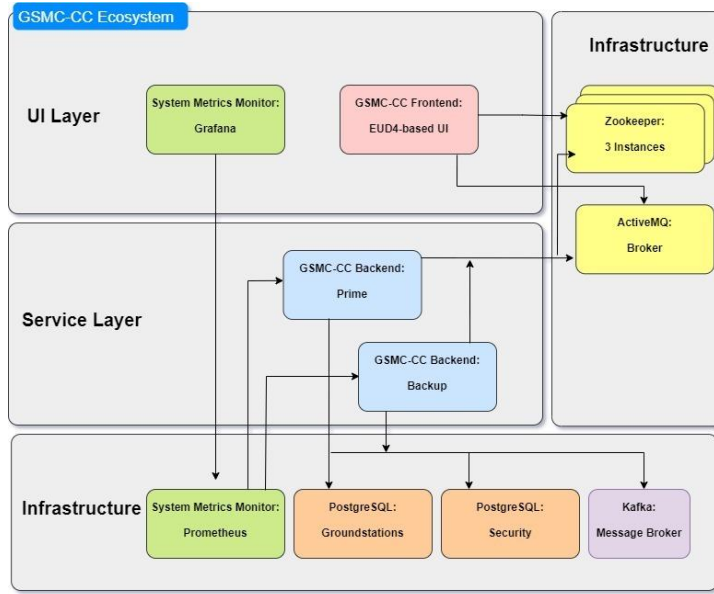 GSMC-CC Ecosystem
Infrastructure
UI Layer
System Metrics Monitor:
Grafana
GSMC-CC Frontend:
EUD4-based UI
Zookeeper:
3 Instances
ActiveMQ:
Broker
Service Layer
GSMC-CC Backend:
Prime
GSMC-CC Backend:
Backup
Infrastructure
System Metrics Monitor:
Prometheus
PostgreSQL:
Groundstations
PostgreSQL:
Security
Kafka:
Message Broker